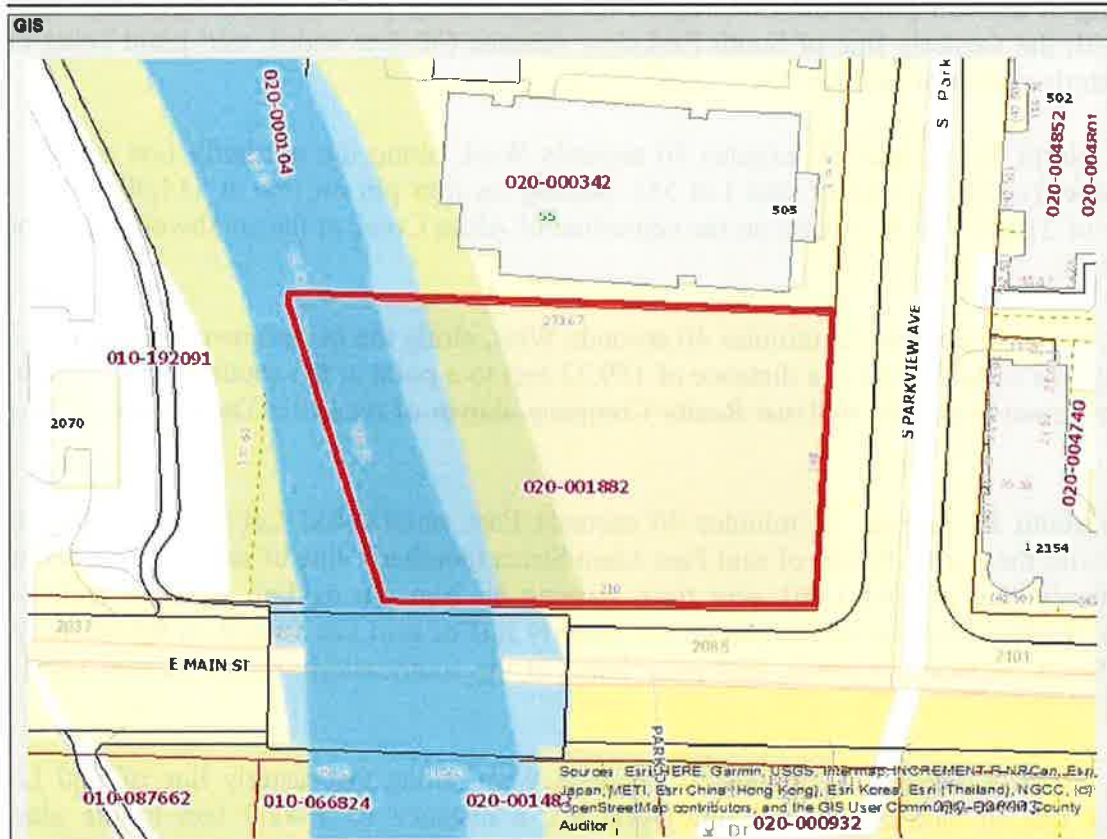 GIS
020-000104
020-000342
55
505
S Park
502
020-004852
020-004801
010-192091
2070
27367
S PARKVIEW AVE
020-001882
020-004740
2154
210
2037
E MAIN ST
2085
2101
010-087662
010-066824
020-000932
Sources: Esri, HERE, Garmin, USGS, Intermap, INCREMENT P, NRCan, Esri
Japan, METI, Esri China (Hong Kong), Esri Korea, Esri (Thailand), NGCC, (c)
OpenStreetMap contributors, and the GIS User Community, County
Auditor